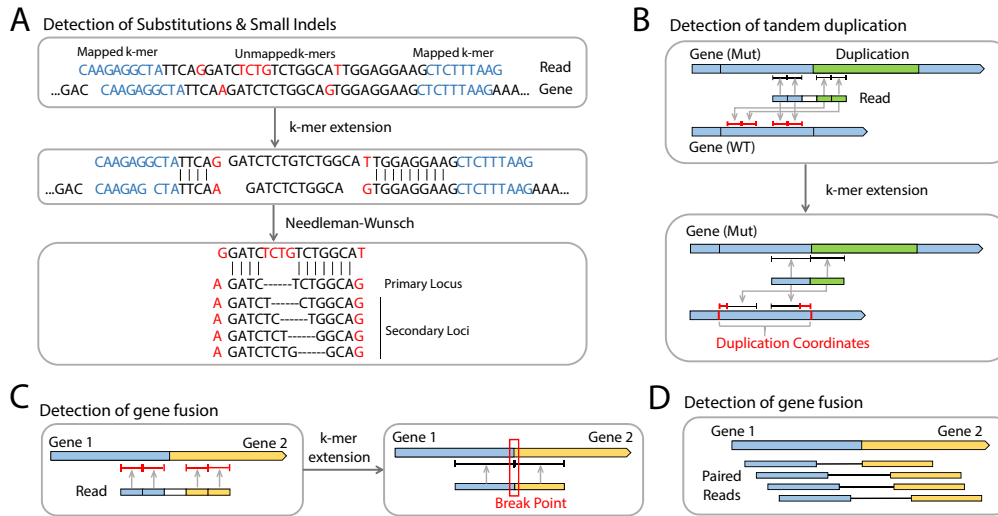 A
Detection of Substitutions & Small Indels
Mapped k-mer Unmapped k-mers Mapped k-mer
CAAGAGGCTATTCAGGATCTCTGTCTGGCATTGGAGGAAGCTCTTTAAG Read
...GAC CAAGAGGCTATTCAAGATCTCTGGCAGTGGAGGAAGCTCTTTAAGAAA... Gene
k-mer extension
CAAGAGGCTATTCAG GATCTCTGTCTGGCA TTGGAGGAAGCTCTTTAAG
...GAC CAAGAG CTATTCAA GATCTCTGGCA GTGGAGGAAGCTCTTTAAGAAA...
Needleman-Wunsch
GGATCTCTGTCTGGCAT
A GATC------TCTGGCAG Primary Locus
A GATCT------CTGGCAG
A GATCTC------TGGCAG
A GATCTCT------GGCAG
A GATCTCTG------GCAG
Secondary Loci
B
Detection of tandem duplication
Gene (Mut) Duplication
Read
Gene (WT)
k-mer extension
Gene (Mut)
Duplication Coordinates
C
Detection of gene fusion
Gene 1 Gene 2
Read
k-mer
extension
Gene 1 Gene 2
Break Point
D
Detection of gene fusion
Gene 1 Gene 2
Paired
Reads